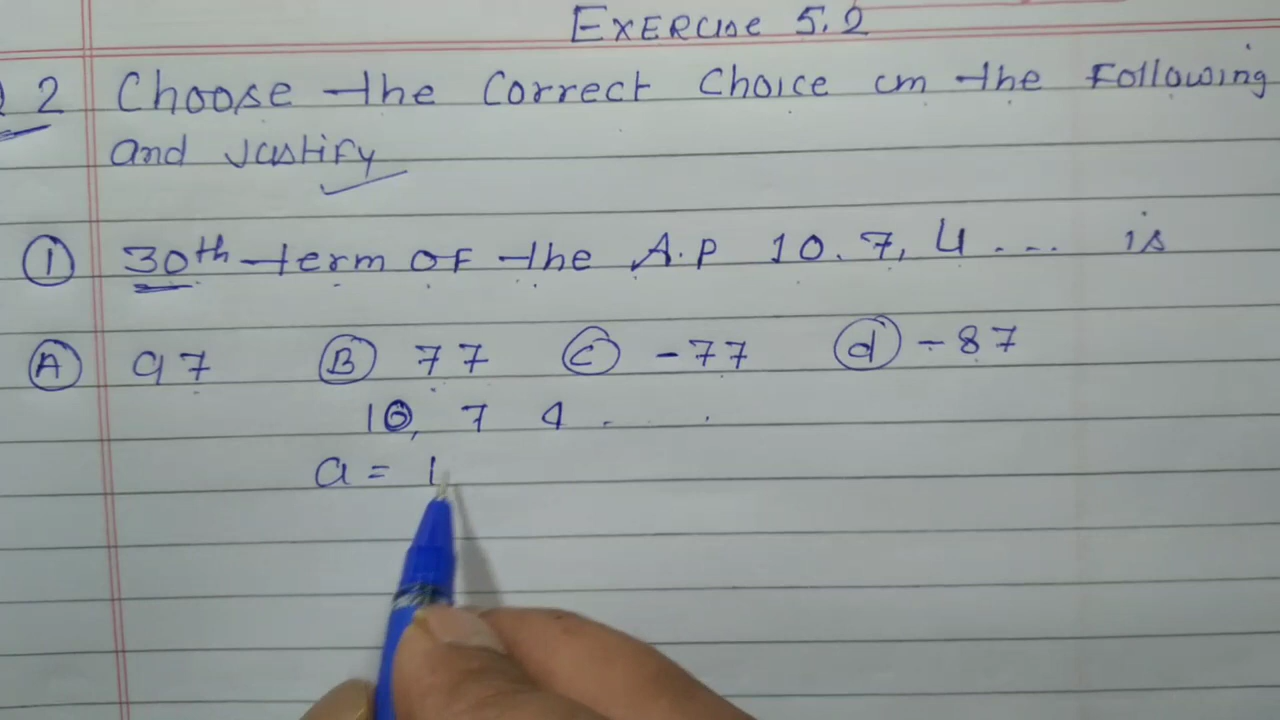 Exercise 5.2
2 Choose the Correct Choice in the Following
and Justify
① 30th term of the A.P 10.7, 4 ... is
Ⓐ 97 Ⓑ 77 Ⓒ -77 ⓓ -87
10, 7 4 . . .
a = 1